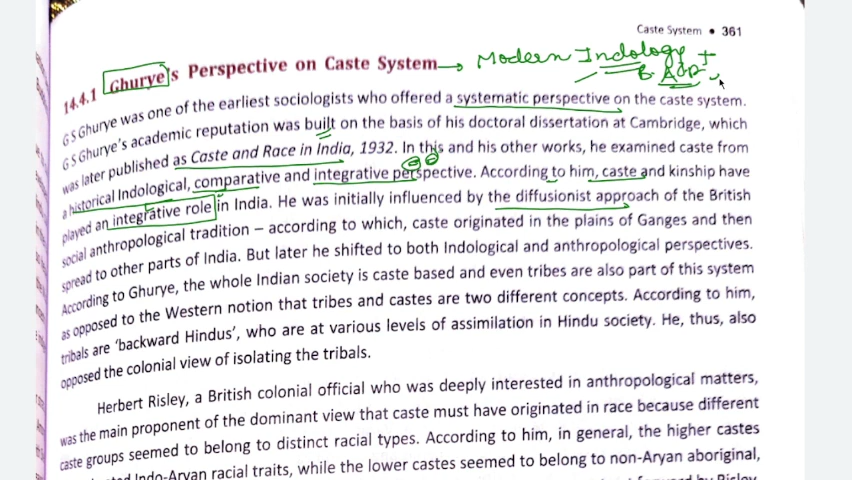 Caste System • 361
14.4.1 Ghurye's Perspective on Caste System → Modern Indology +
G S Ghurye was one of the earliest sociologists who offered a systematic perspective on the caste system.
G S Ghurye's academic reputation was built on the basis of his doctoral dissertation at Cambridge, which
was later published as Caste and Race in India, 1932. In this and his other works, he examined caste from
a historical Indological, comparative and integrative perspective. According to him, caste and kinship have
played an integrative role in India. He was initially influenced by the diffusionist approach of the British
social anthropological tradition – according to which, caste originated in the plains of Ganges and then
spread to other parts of India. But later he shifted to both Indological and anthropological perspectives.
According to Ghurye, the whole Indian society is caste based and even tribes are also part of this system
as opposed to the Western notion that tribes and castes are two different concepts. According to him,
tribals are 'backward Hindus', who are at various levels of assimilation in Hindu society. He, thus, also
opposed the colonial view of isolating the tribals.
Herbert Risley, a British colonial official who was deeply interested in anthropological matters,
was the main proponent of the dominant view that caste must have originated in race because different
caste groups seemed to belong to distinct racial types. According to him, in general, the higher castes
Indo-Aryan racial traits, while the lower castes seemed to belong to non-Aryan aboriginal,
by Risley